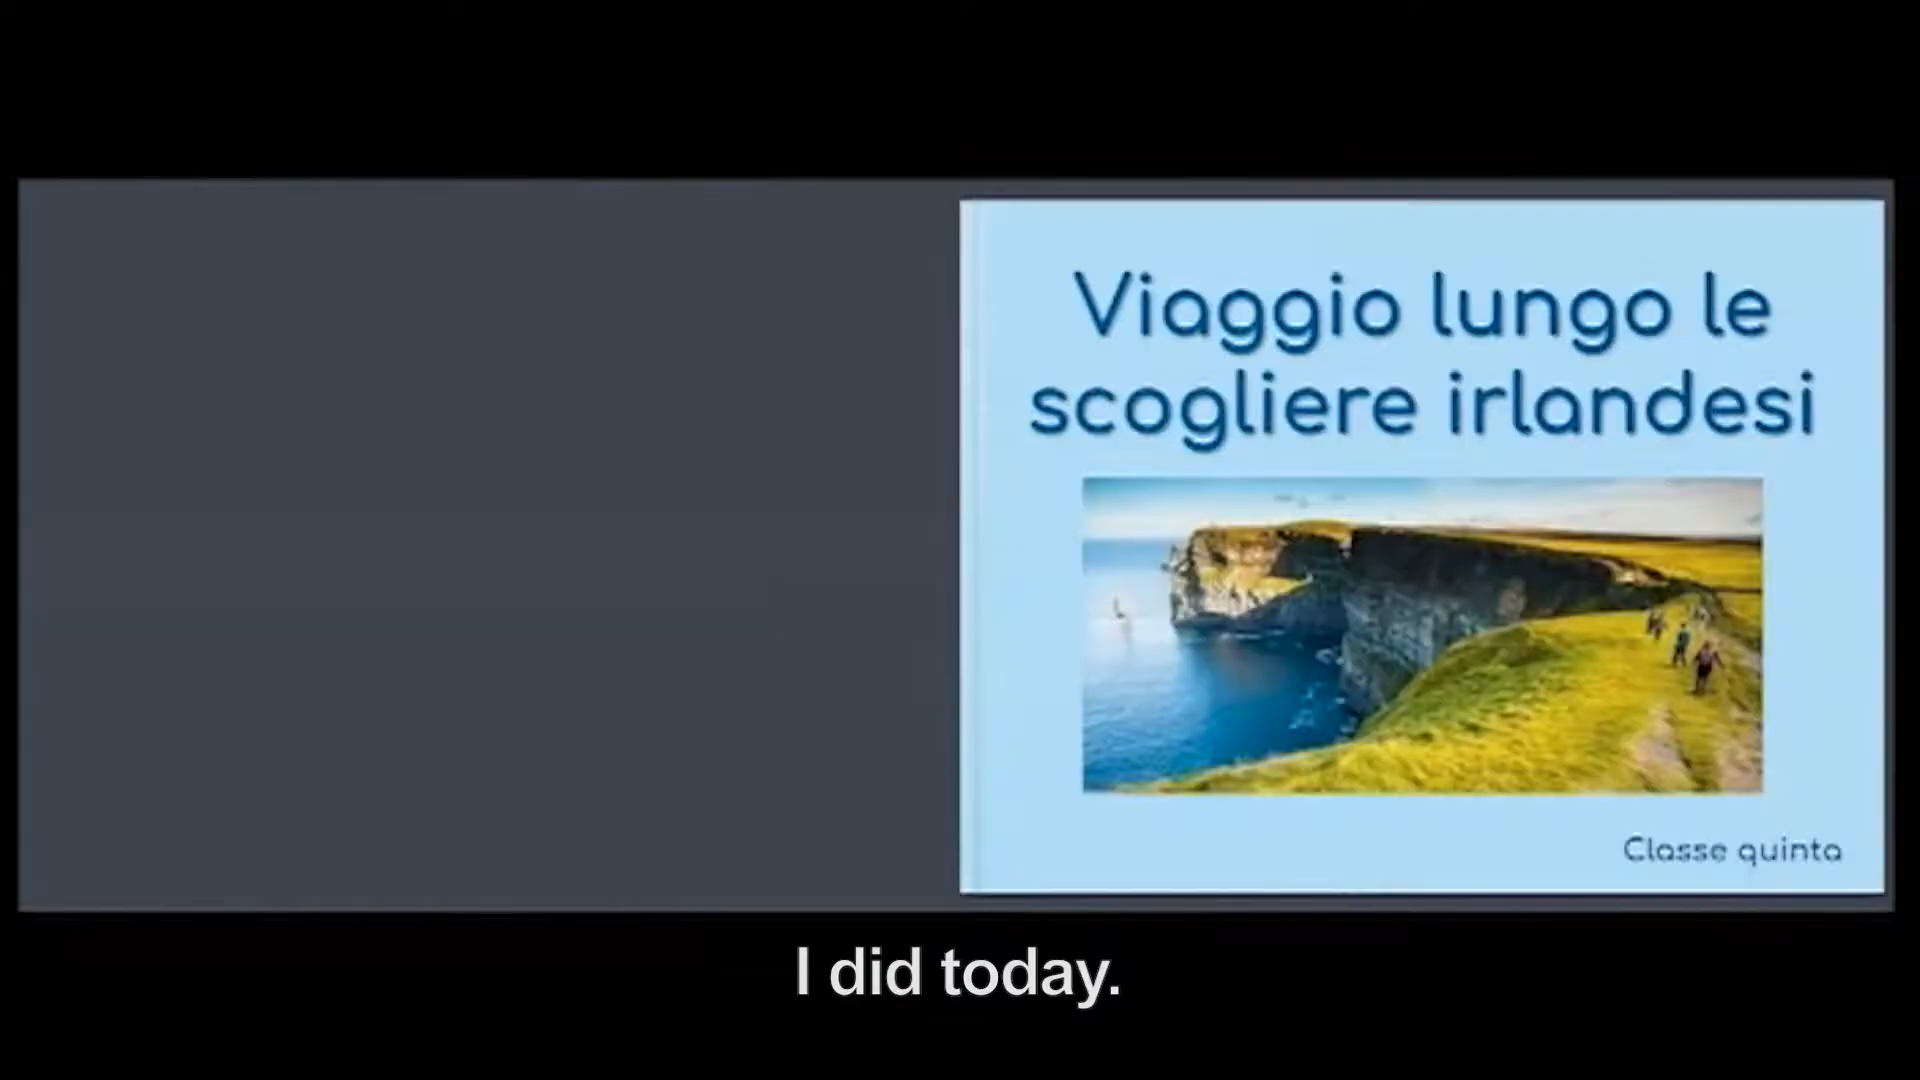 Viaggio lungo le
scogliere irlandesi
Classe quinta
I did today.